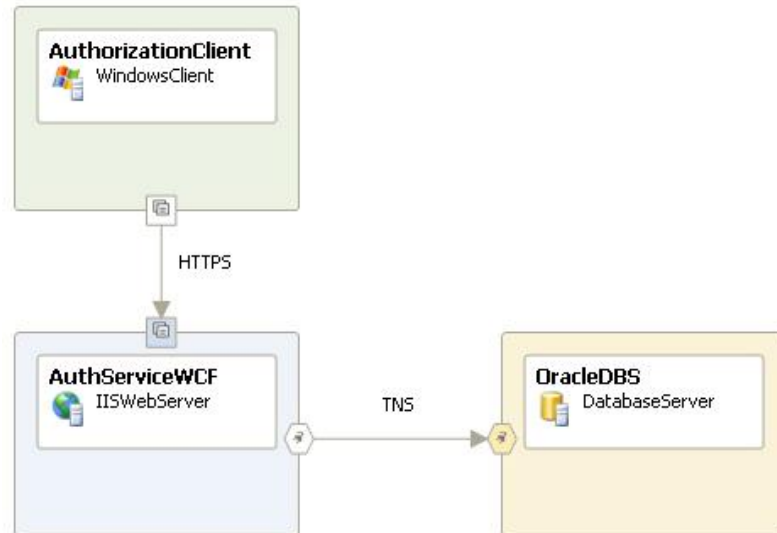 AuthorizationClient
WindowsClient
HTTPS
AuthServiceWCF
IISWebServer
TNS
OracleDBS
DatabaseServer